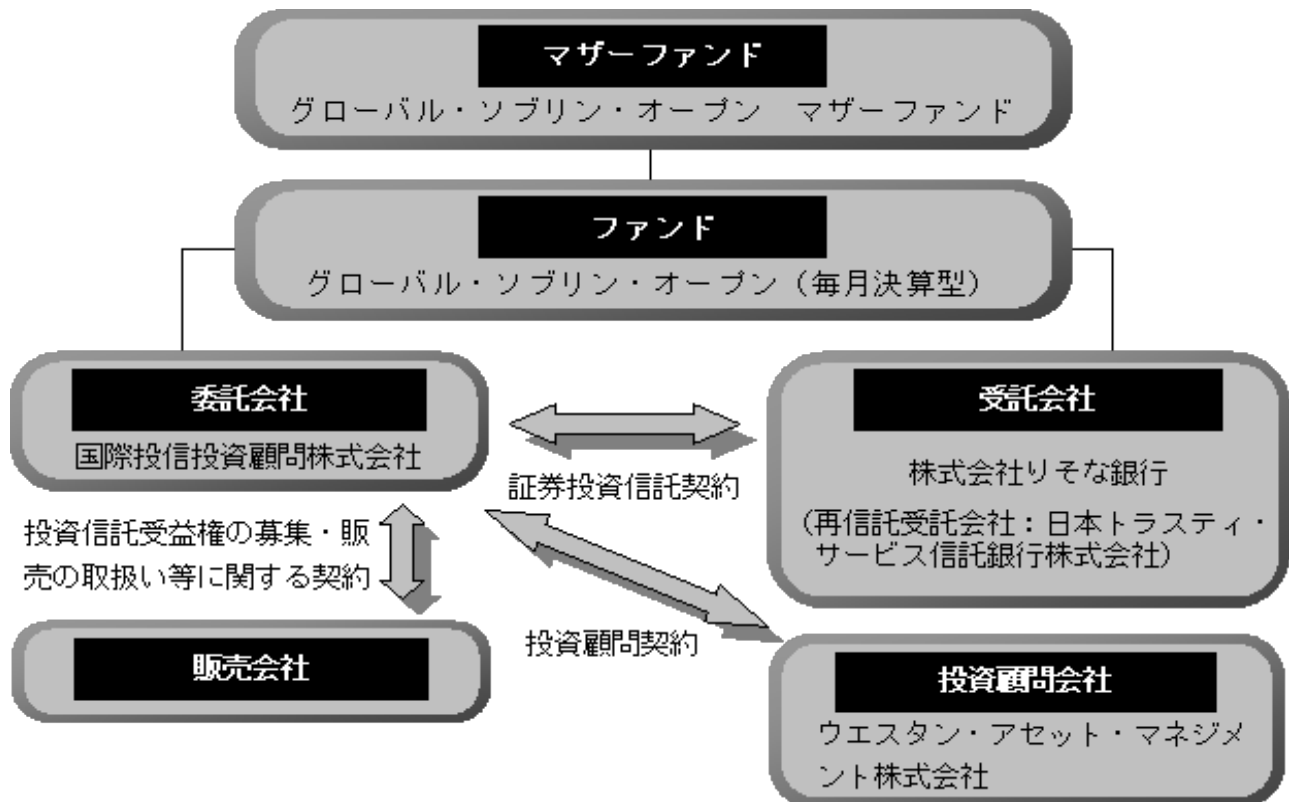 マザーファンド
グローバル・ソブリン・オープン　マザーファンド
ファンド
グローバル・ソブリン・オープン（毎月決算型）
委託会社
国際投信投資顧問株式会社
証券投資信託契約
受託会社
株式会社りそな銀行
（再信託受託会社：日本トラスティ・
サービス信託銀行株式会社）
投資信託受益権の募集・販
売の取扱い等に関する契約
投資顧問契約
販売会社
投資顧問会社
ウエスタン・アセット・マネジメ
ント株式会社